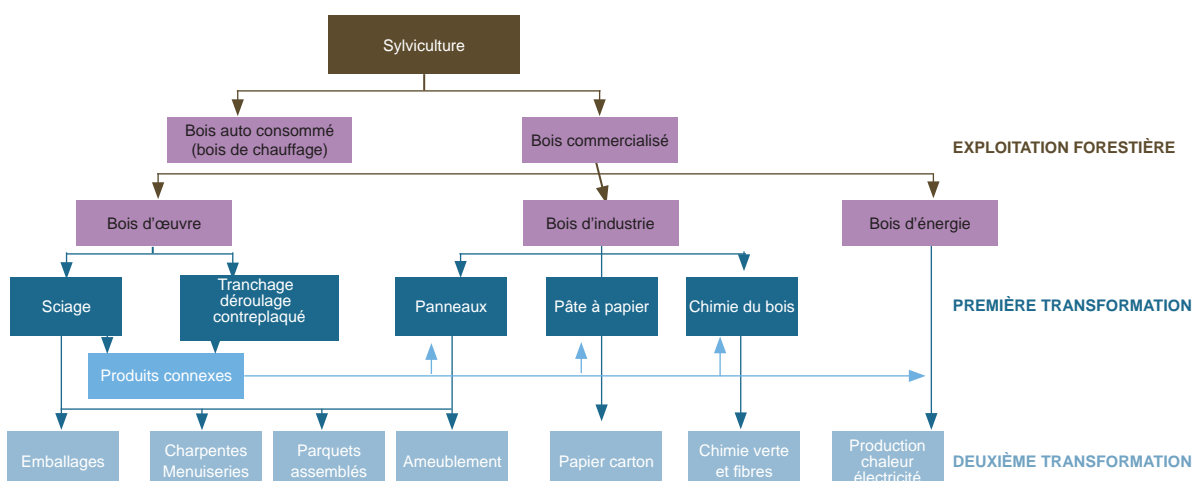 Sylviculture
Bois auto consommé
(bois de chauffage)
Bois commercialisé
EXPLOITATION FORESTIÈRE
Bois d'œuvre
Bois d'industrie
Bois d'énergie
Sciage
Tranchage
déroulage
contreplaqué
Panneaux
Pâte à papier
Chimie du bois
PREMIÈRE TRANSFORMATION
Produits connexes
Emballages
Charpentes
Menuiseries
Parquets
assemblés
Ameublement
Papier carton
Chimie verte
et fibres
Production
chaleur
électricité
DEUXIÈME TRANSFORMATION